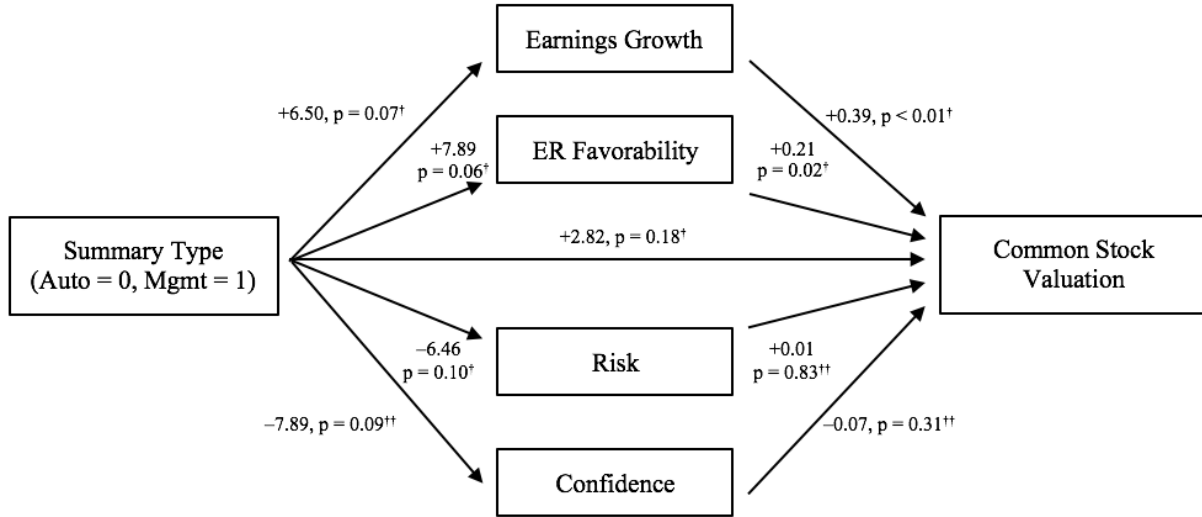 Earnings Growth
+6.50, p = 0.07†
+0.39, p < 0.01†
ER Favorability
+7.89
p = 0.06†
+0.21
p = 0.02†
Summary Type
(Auto = 0, Mgmt = 1)
+2.82, p = 0.18†
Common Stock
Valuation
Risk
−6.46
p = 0.10†
+0.01
p = 0.83††
−7.89, p = 0.09††
−0.07, p = 0.31††
Confidence